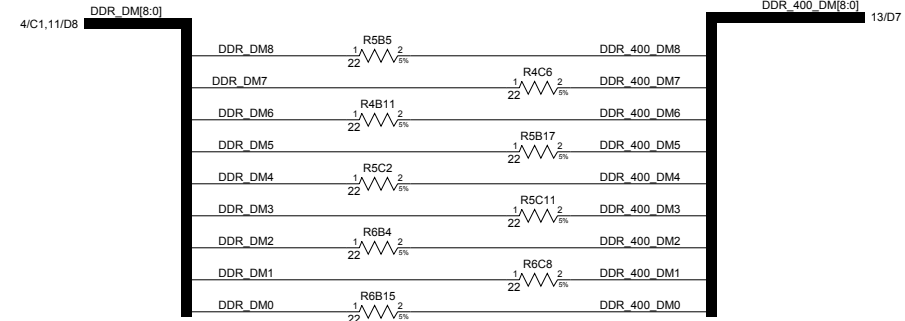 DDR_DM[8:0] DDR_400_DM[8:0]
4/C1,11/D8 13/D7
DDR_DM8 R5B5 1 2 22 5% DDR_400_DM8
DDR_DM7 R4C6 1 2 22 5% DDR_400_DM7
DDR_DM6 R4B11 1 2 22 5% DDR_400_DM6
DDR_DM5 R5B17 1 2 22 5% DDR_400_DM5
DDR_DM4 R5C2 1 2 22 5% DDR_400_DM4
DDR_DM3 R5C11 1 2 22 5% DDR_400_DM3
DDR_DM2 R6B4 1 2 22 5% DDR_400_DM2
DDR_DM1 R6C8 1 2 22 5% DDR_400_DM1
DDR_DM0 R6B15 1 2 22 5% DDR_400_DM0